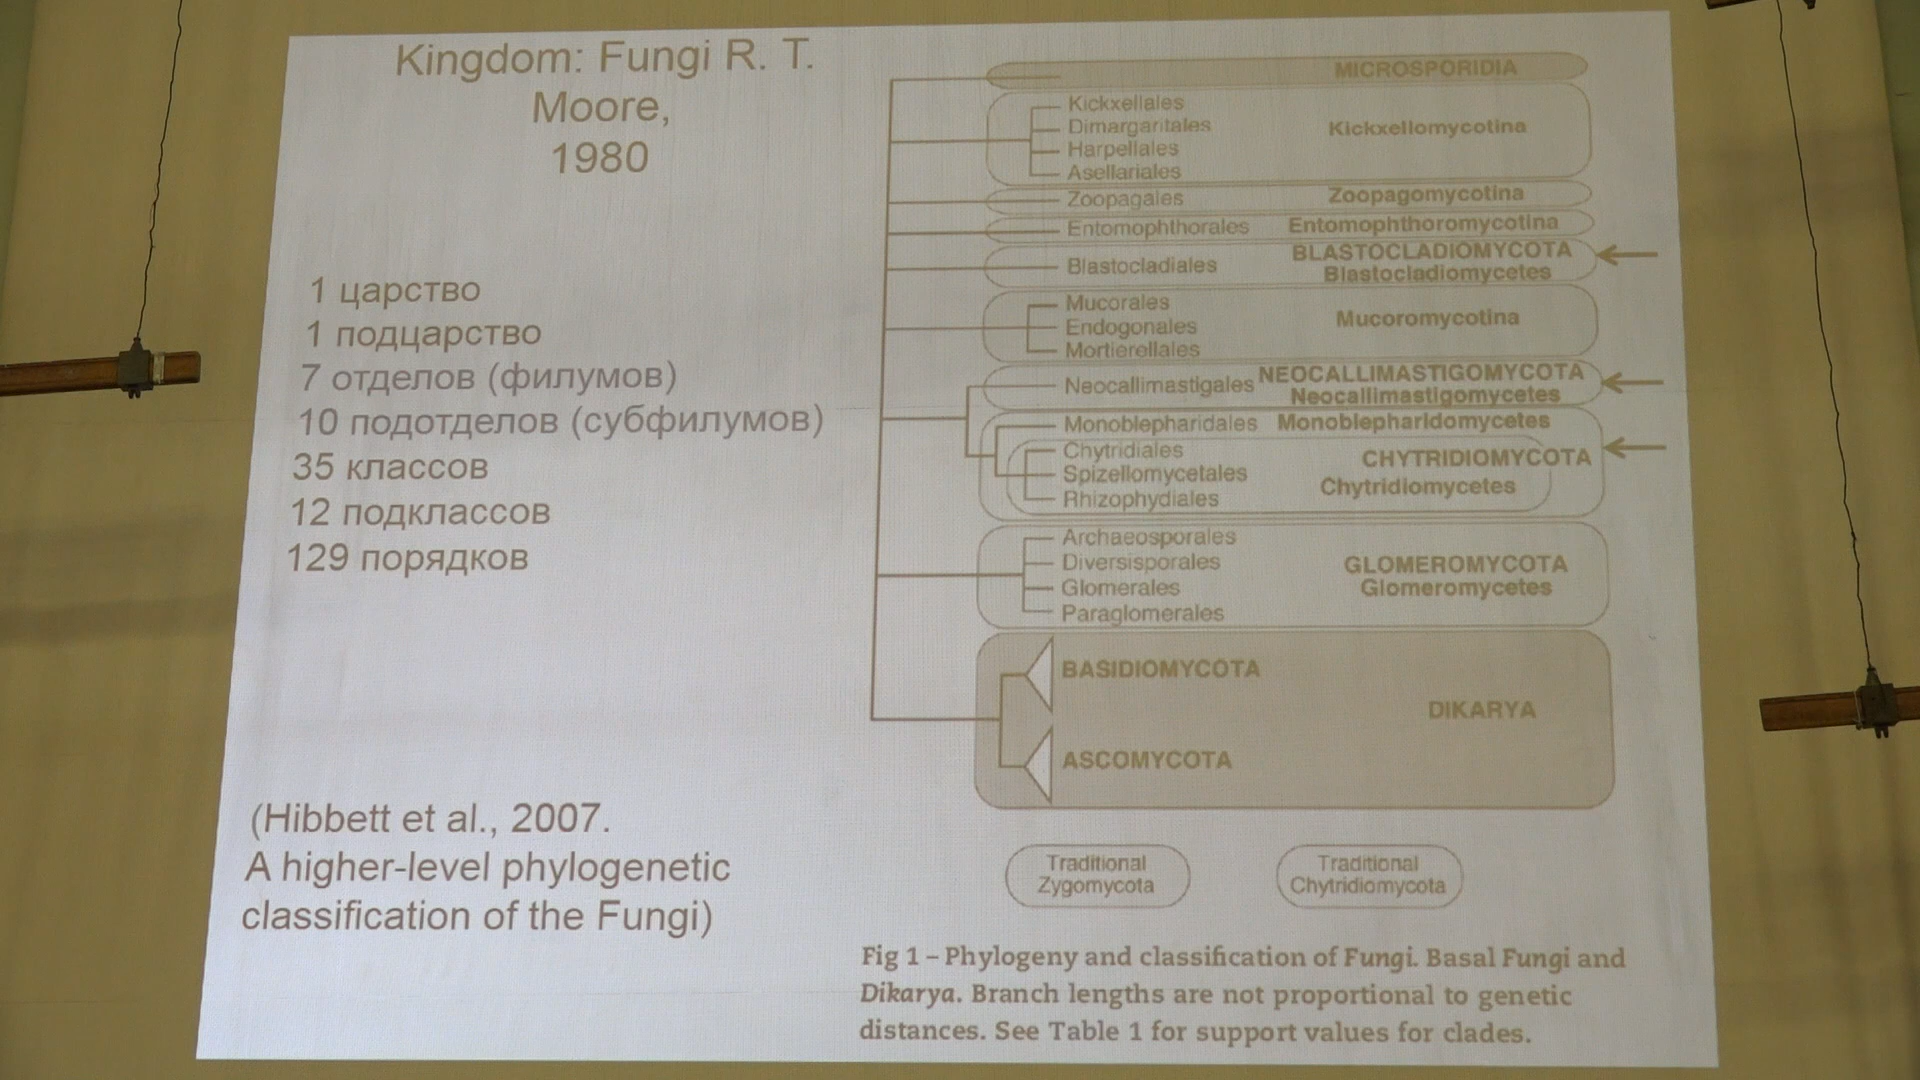 Kingdom: Fungi R. T.
Moore,
1980
1 царство
1 подцарство
7 отделов (филумов)
10 подотделов (субфилумов)
35 классов
12 подклассов
129 порядков
(Hibbett et al., 2007.
A higher-level phylogenetic
classification of the Fungi)
MICROSPORIDIA
Kickxellales
Dimargaritales
Harpellales
Asellariales
Kickxellomycotina
Zoopagales Zoopagomycotina
Entomophthorales Entomophthoromycotina
Blastocladiales
BLASTOCLADIOMYCOTA
Blastocladiomycetes
Mucorales
Endogonales
Mortierellales
Mucoromycotina
Neocallimastigales
NEOCALLIMASTIGOMYCOTA
Neocallimastigomycetes
Monoblepharidales Monoblepharidomycetes
Chytridiales
Spizellomycetales
Rhizophydiales
CHYTRIDIOMYCOTA
Chytridiomycetes
Archaeosporales
Diversisporales
Glomerales
Paraglomerales
GLOMEROMYCOTA
Glomeromycetes
BASIDIOMYCOTA
ASCOMYCOTA
DIKARYA
Traditional
Zygomycota
Traditional
Chytridiomycota
Fig 1 – Phylogeny and classification of Fungi. Basal Fungi and
Dikarya. Branch lengths are not proportional to genetic
distances. See Table 1 for support values for clades.